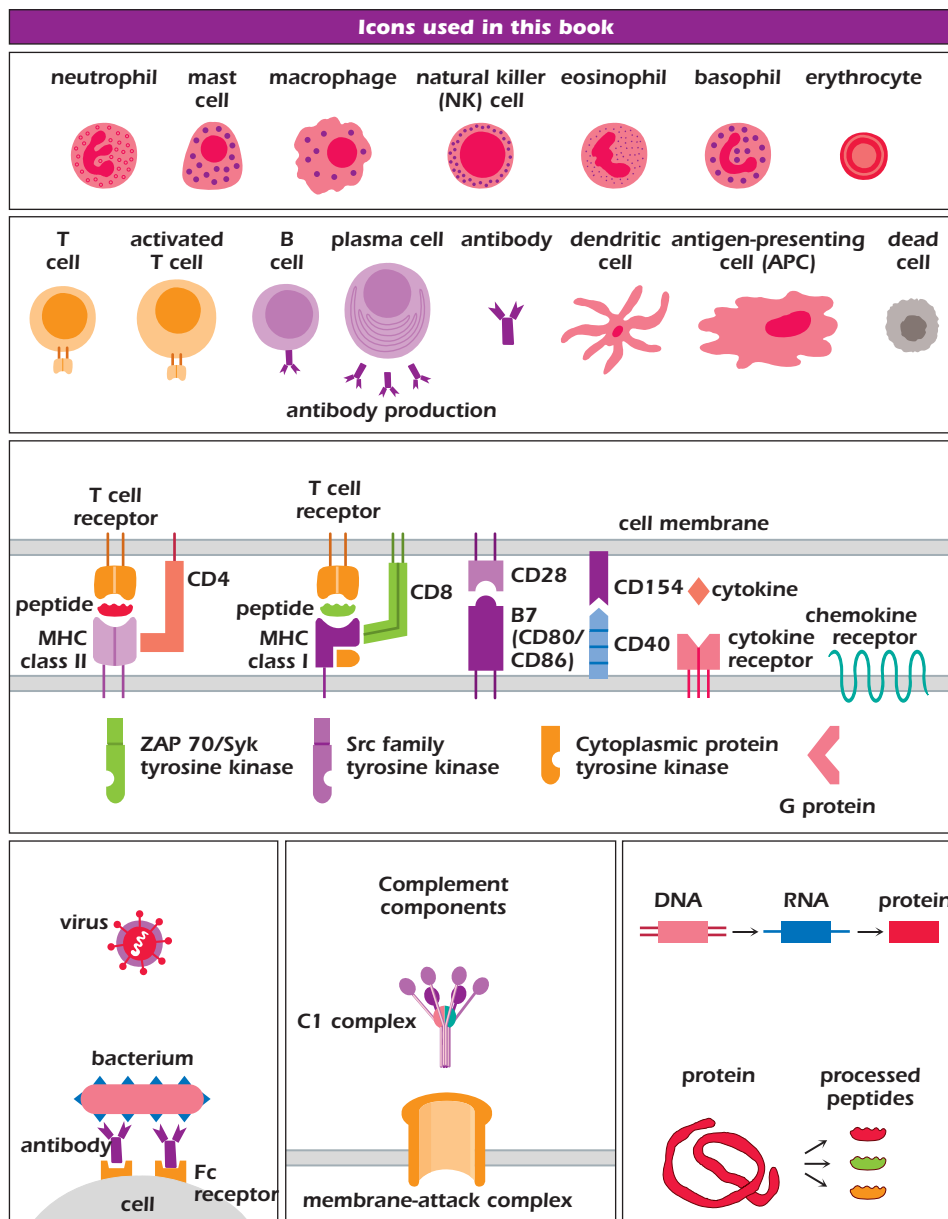 Icons used in this book
neutrophil
mast
cell
macrophage
natural killer
(NK) cell
eosinophil
basophil
erythrocyte
T
cell
activated
T cell
B
cell
plasma cell
antibody
dendritic
cell
antigen-presenting
cell (APC)
dead
cell
antibody production
T cell
receptor
T cell
receptor
cell membrane
CD4
peptide
MHC
class II
CD8
peptide
MHC
class I
CD28
B7
(CD80/
CD86)
CD154
CD40
cytokine
cytokine
receptor
chemokine
receptor
ZAP 70/Syk
tyrosine kinase
Src family
tyrosine kinase
Cytoplasmic protein
tyrosine kinase
G protein
virus
bacterium
antibody
Fc
receptor
cell
Complement
components
C1 complex
membrane-attack complex
DNA
RNA
protein
protein
processed
peptides